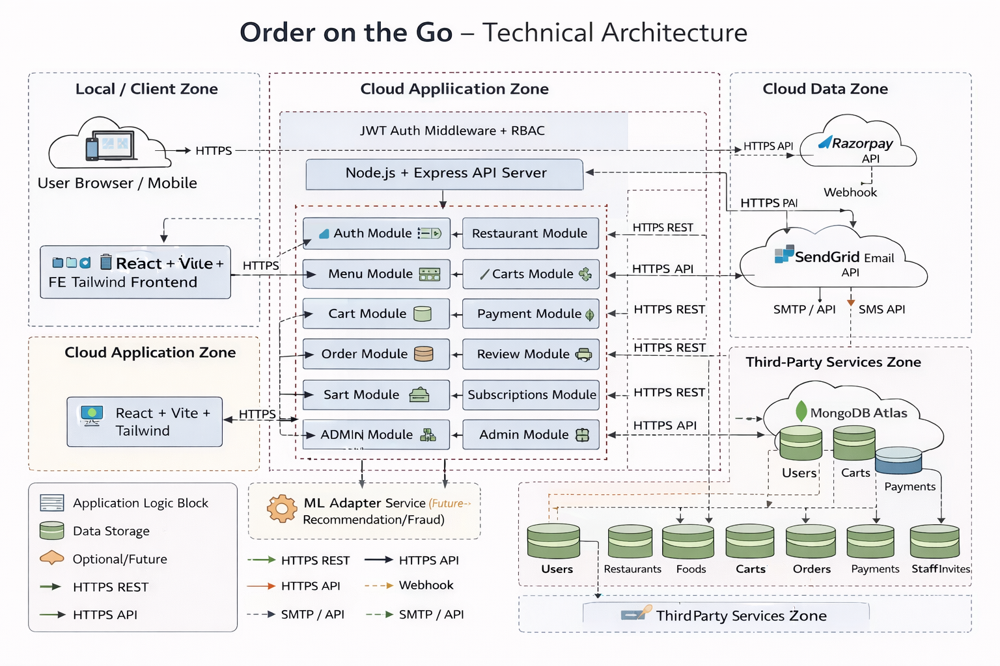 Order on the Go – Technical Architecture
Local / Client Zone
HTTPS
User Browser / Mobile
React + Vite +
FE Tailwind Frontend
HTTPS
Cloud Application Zone
React + Vite +
Tailwind
HTTPS
Cloud Appliication Zone
JWT Auth Middleware + RBAC
Node.js + Express API Server
Auth Module
Restaurant Module
Menu Module
Carts Module
Cart Module
Payment Module
Order Module
Review Module
Sart Module
Subscriptions Module
ADMIN Module
Admin Module
HTTPS REST
HTTPS API
HTTPS REST
HTTPS REST
HTTPS REST
HTTPS API
Cloud Data Zone
HTTPS API
Razorpay
API
Webhook
HTTPS PAI
SendGrid Email
API
SMTP / API
SMS API
Third-Party Services Zone
MongoDB Atlas
Users
Carts
Payments
Users
Restaurants
Foods
Carts
Orders
Payments
StaffInvites
ThirdParty Services Zone
ML Adapter Service (Future->
Recommendation/Fraud)
Application Logic Block
Data Storage
Optional/Future
HTTPS REST
HTTPS API
HTTPS REST
HTTPS API
HTTPS API
Webhook
SMTP / API
SMTP / API